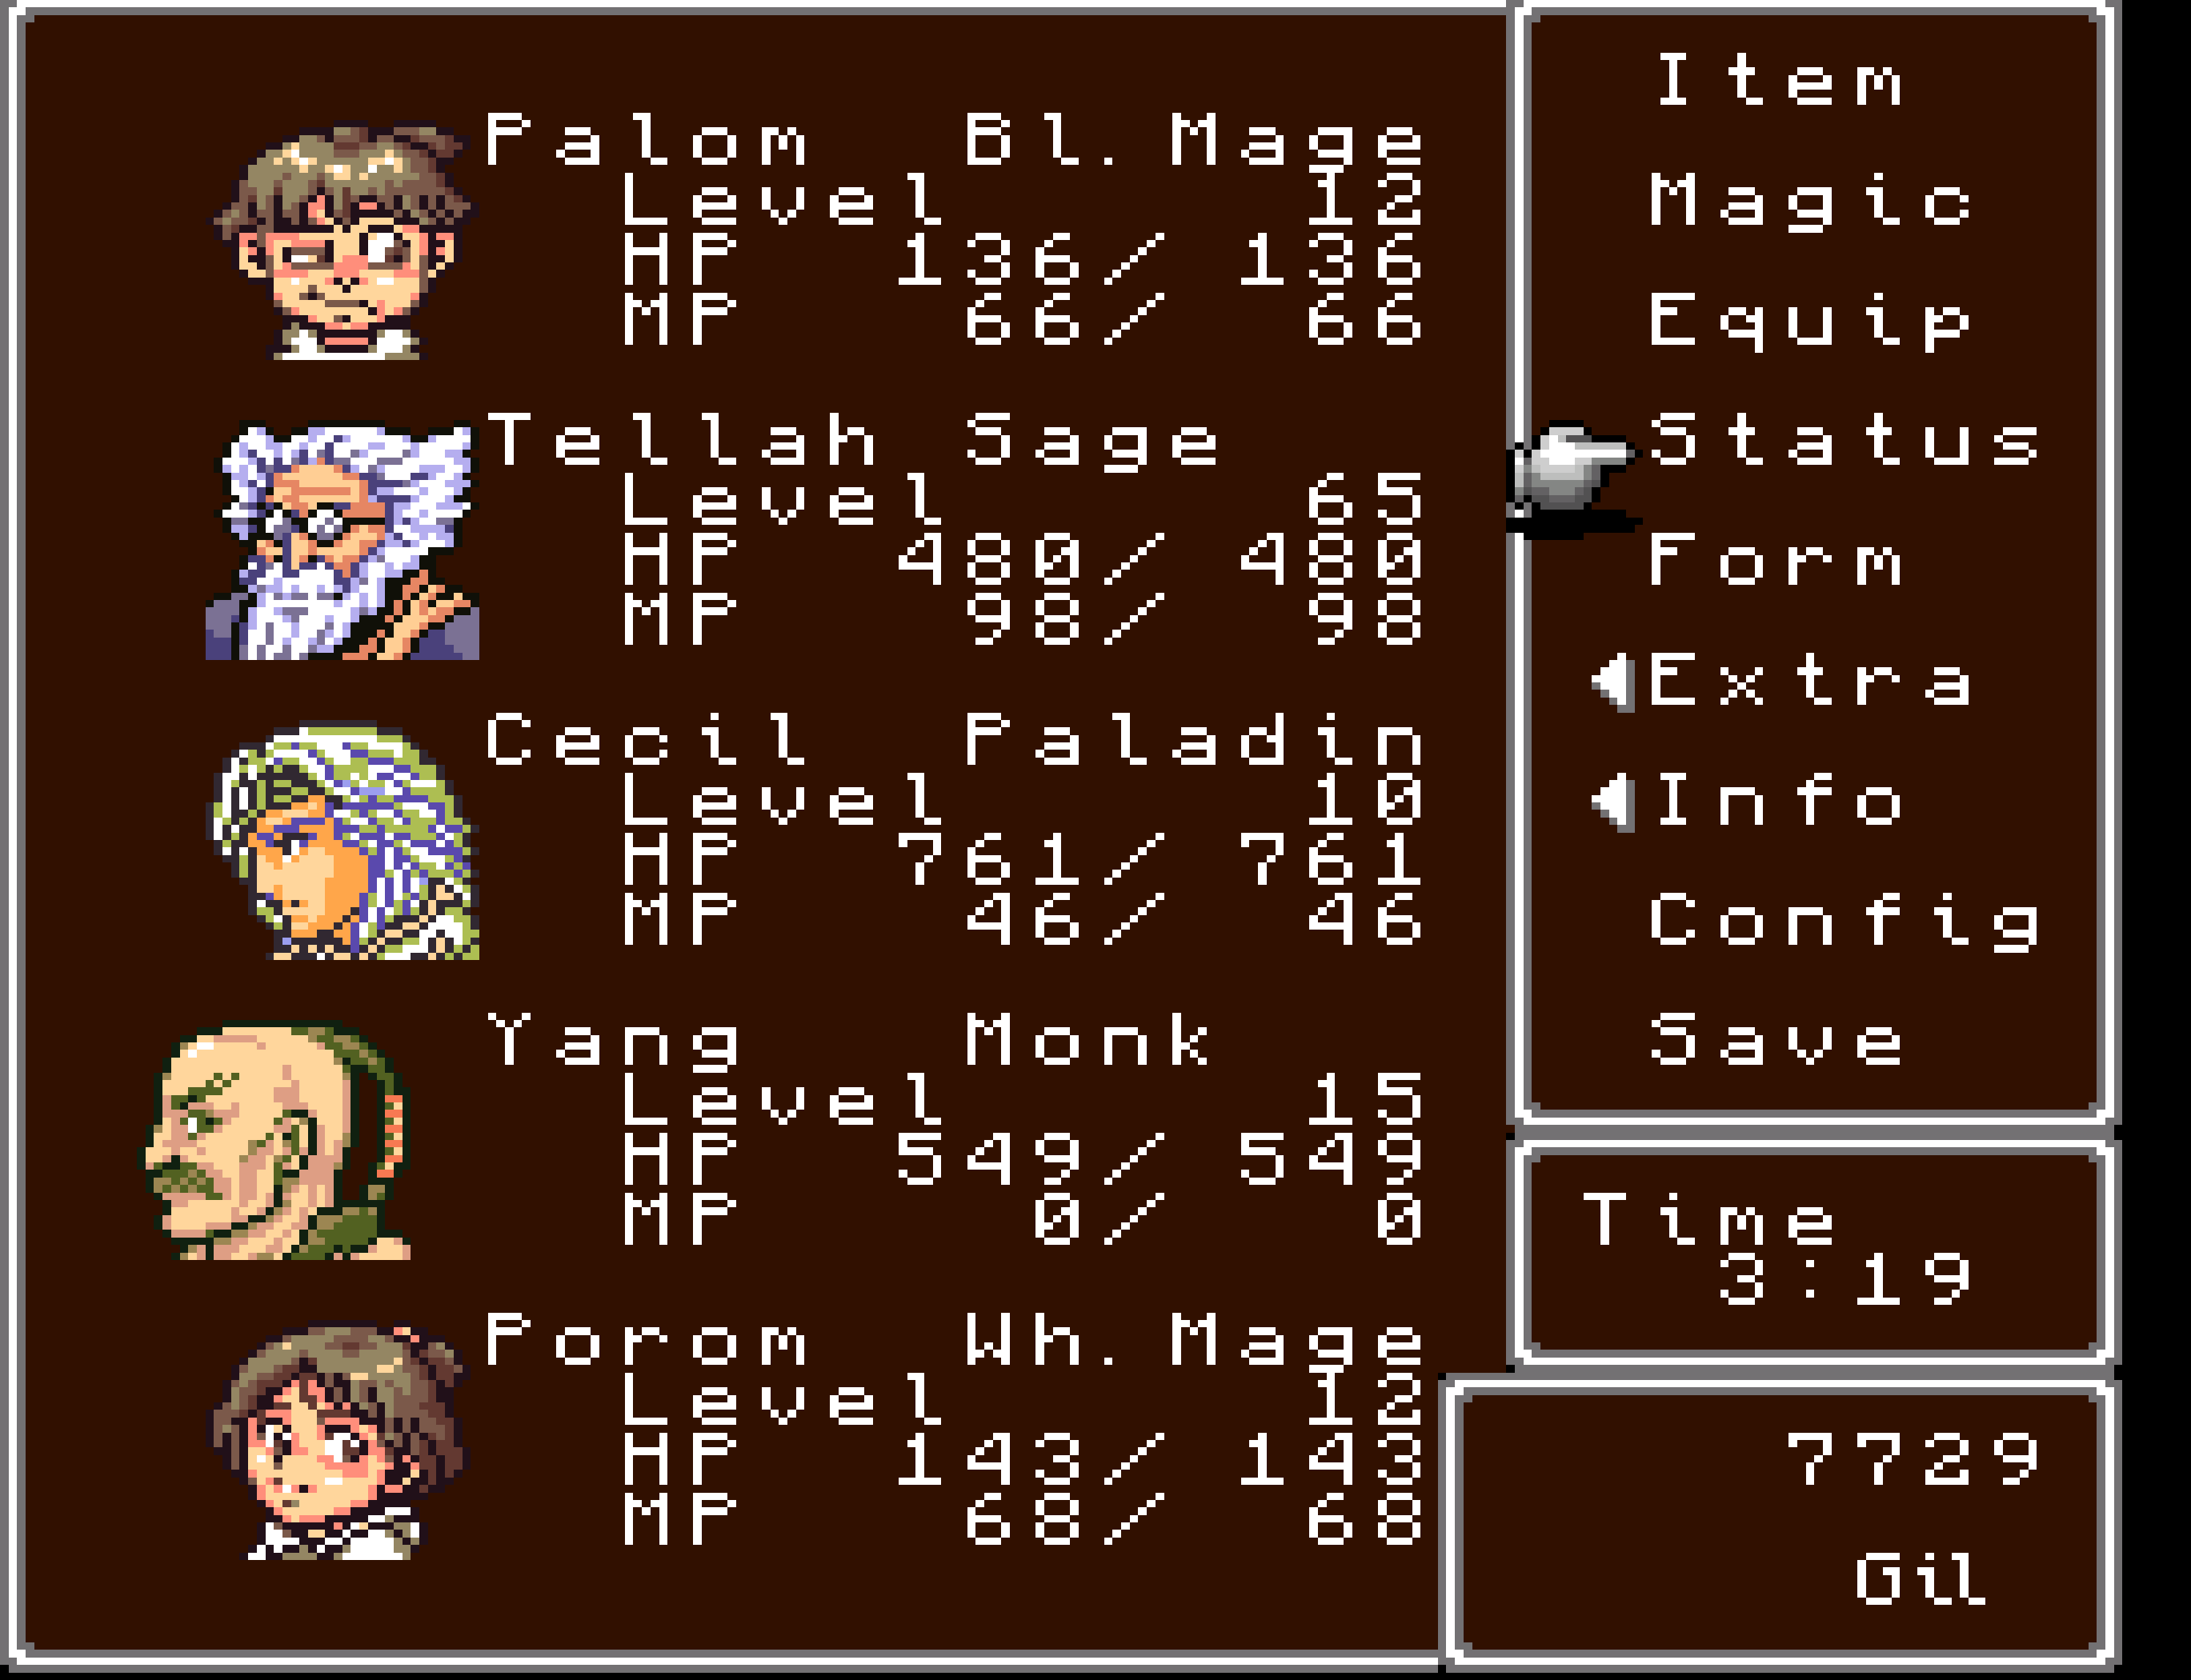 Palom Bl.Mage
Level 12
HP 136/ 136
MP 66/ 66
Tellah Sage
Level 65
HP 480/ 480
MP 98/ 98
Cecil Paladin
Level 10
HP 761/ 761
MP 46/ 46
Yang Monk
Level 15
HP 549/ 549
MP 0/ 0
Porom Wh.Mage
Level 12
HP 143/ 143
MP 68/ 68
Item
Magic
Equip
Status
Form
Extra
Info
Config
Save
Time
3:19
7729
Gil